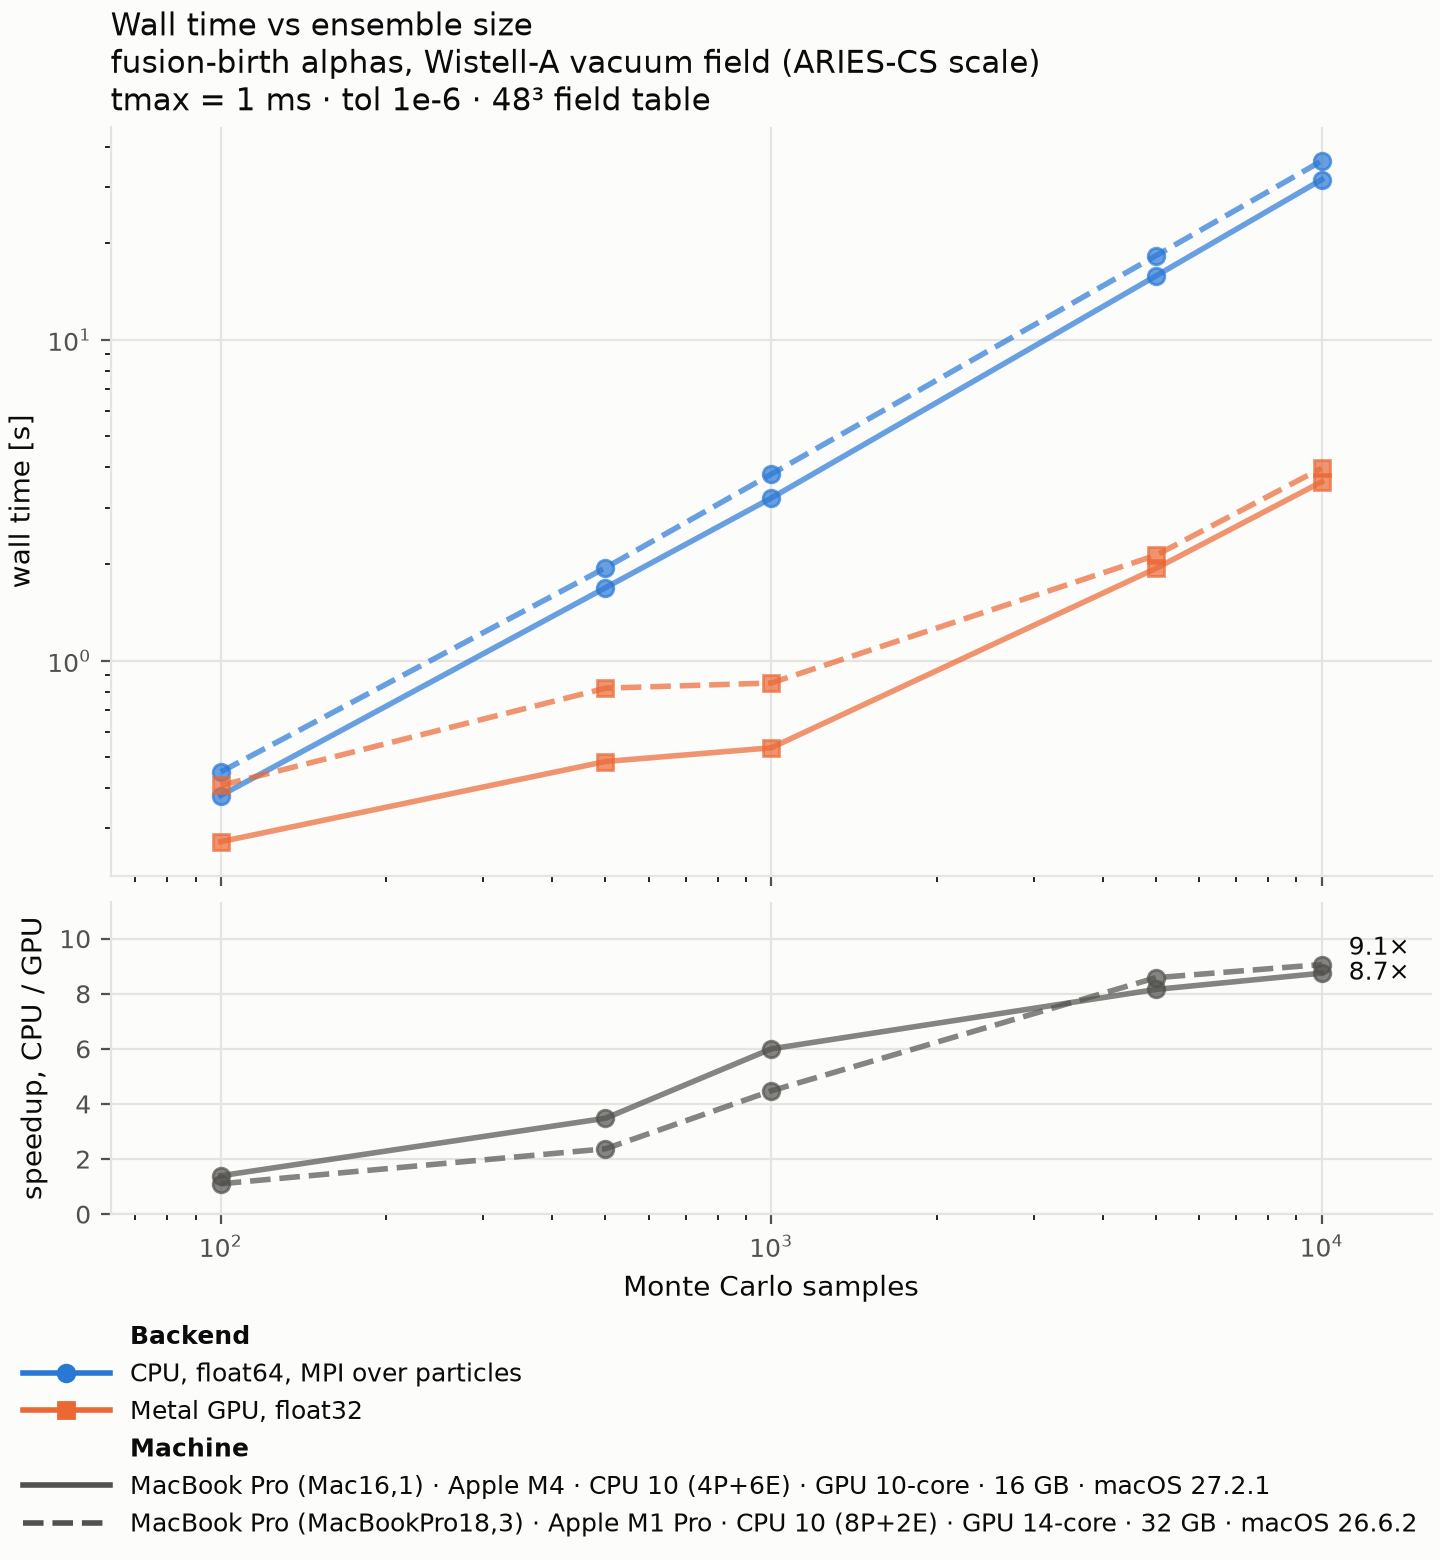 Wall time vs ensemble size
fusion-birth alphas, Wistell-A vacuum field (ARIES-CS scale)
tmax = 1 ms · tol 1e-6 · 48³ field table
wall time [s]
10¹
10⁰
speedup, CPU / GPU
10
8
6
4
2
0
9.1×
8.7×
10² 10³ 10⁴
Monte Carlo samples
Backend
CPU, float64, MPI over particles
Metal GPU, float32
Machine
MacBook Pro (Mac16,1) · Apple M4 · CPU 10 (4P+6E) · GPU 10-core · 16 GB · macOS 27.2.1
MacBook Pro (MacBookPro18,3) · Apple M1 Pro · CPU 10 (8P+2E) · GPU 14-core · 32 GB · macOS 26.6.2